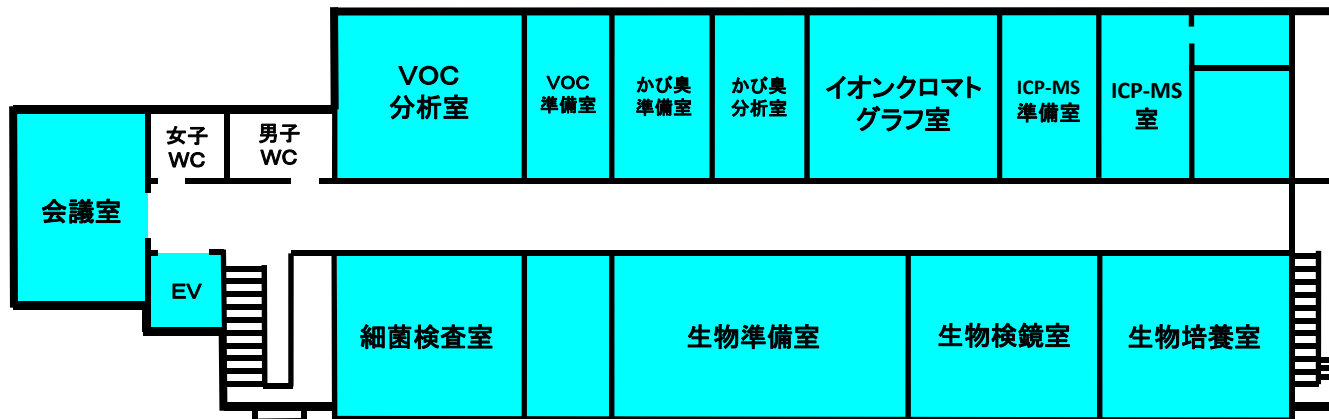 VOC
分析室
VOC
準備室
かび臭
準備室
かび臭
分析室
イオンクロマト
グラフ室
ICP-MS
準備室
ICP-MS
室
女子
WC
男子
WC
会議室
EV
細菌検査室
生物準備室
生物検鏡室
生物培養室